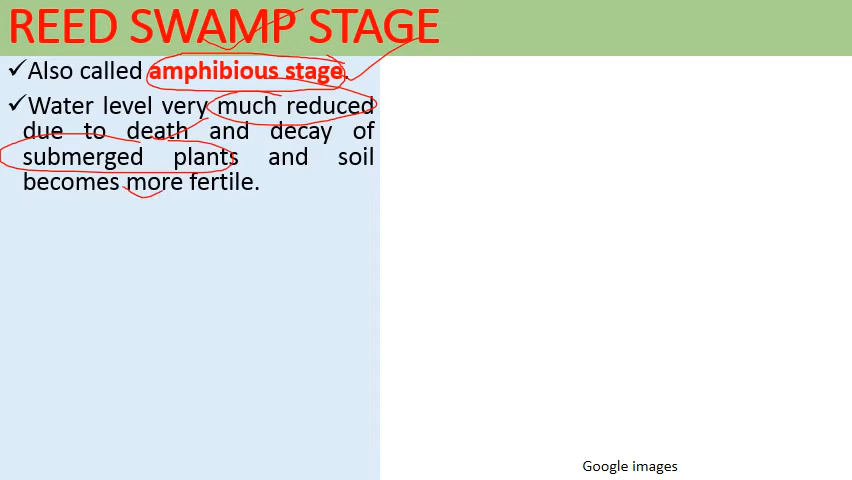 REED SWAMP STAGE
✓Also called amphibious stage.
✓Water level very much reduced
due to death and decay of
submerged plants and soil
becomes more fertile.
Google images